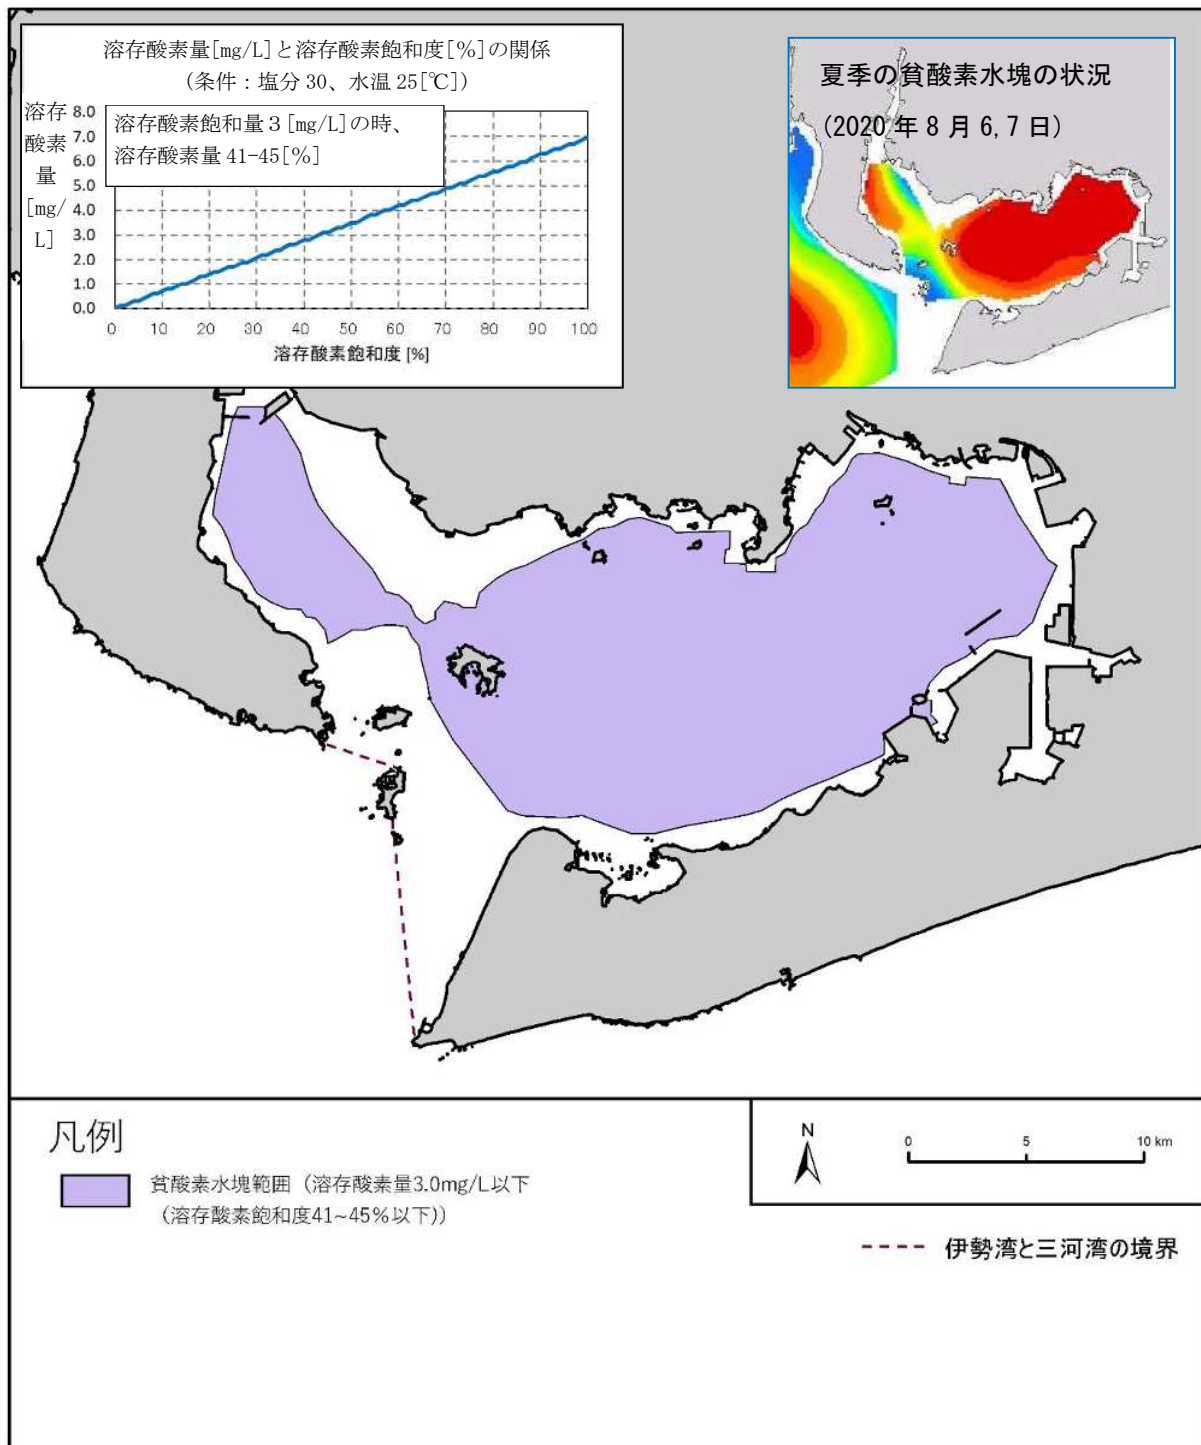 溶存酸素量[mg/L]と溶存酸素飽和度[%]の関係
(条件：塩分 30、水温 25[℃])
溶存
酸素
量
[mg/
L]
8.0
7.0
6.0
5.0
4.0
3.0
2.0
1.0
0.0
溶存酸素飽和量３[mg/L]の時、
溶存酸素量 41-45[%]
0 10 20 30 40 50 60 70 80 90 100
溶存酸素飽和度 [%]
夏季の貧酸素水塊の状況
(2020 年 8 月 6,7 日)
凡例
貧酸素水塊範囲（溶存酸素量3.0mg/L以下
（溶存酸素飽和度41~45%以下））
N
0 5 10 km
伊勢湾と三河湾の境界